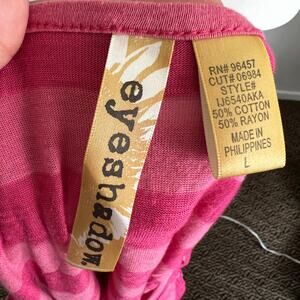 eyeshadow
RN# 96457
CUT# 06984
STYLE#
IJ6540AKA
50% COTTON
50% RAYON
MADE IN
PHILIPPINES
L